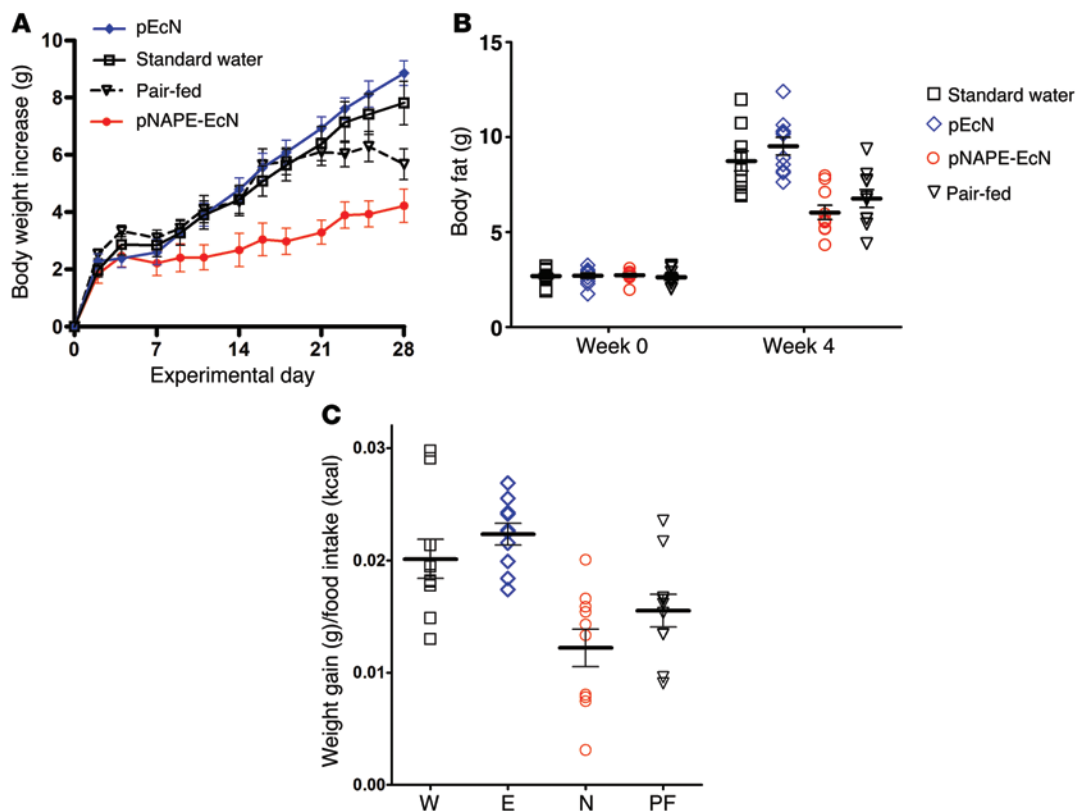 A
pEcN
Standard water
Pair-fed
pNAPE-EcN
Body weight increase (g)
10
8
6
4
2
0
0 7 14 21 28
Experimental day
B
Body fat (g)
15
10
5
0
Week 0 Week 4
Standard water
pEcN
pNAPE-EcN
Pair-fed
C
Weight gain (g)/food intake (kcal)
0.03
0.02
0.01
0.00
W E N PF